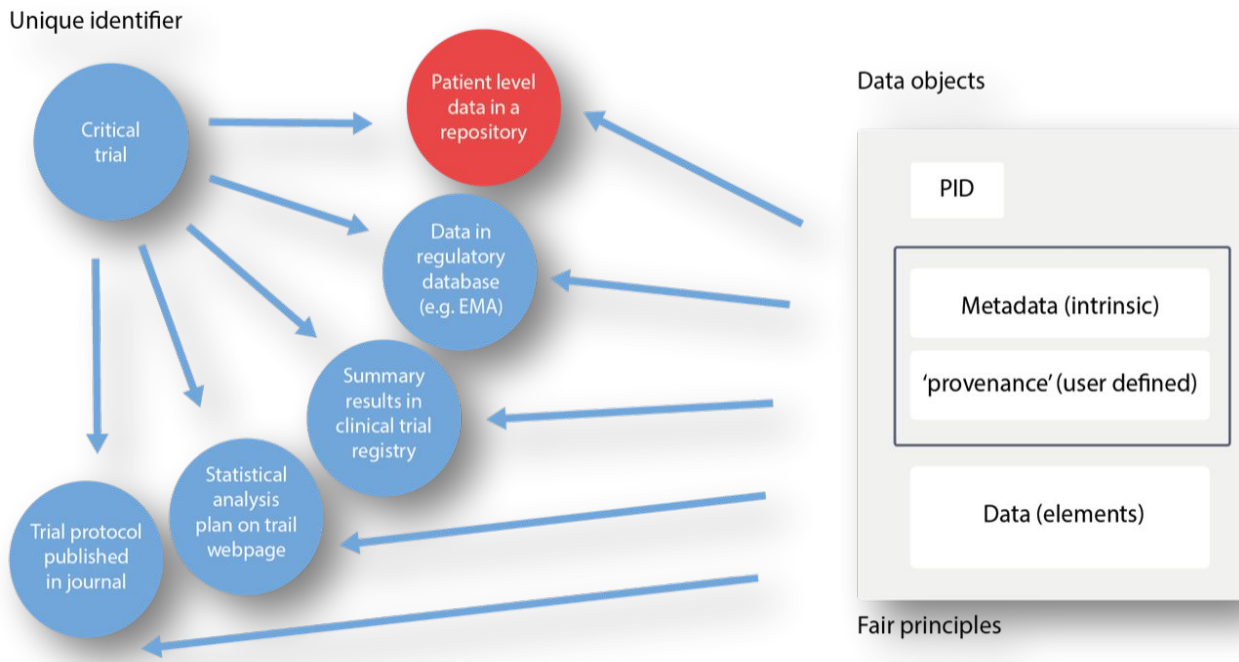 Unique identifier
Critical
trial
Patient level
data in a
repository
Data in
regulatory
database
(e.g. EMA)
Summary
results in
clinical trial
registry
Statistical
analysis
plan on trail
webpage
Trial protocol
published
in journal
Data objects
PID
Metadata (intrinsic)
‘provenance’ (user defined)
Data (elements)
Fair principles